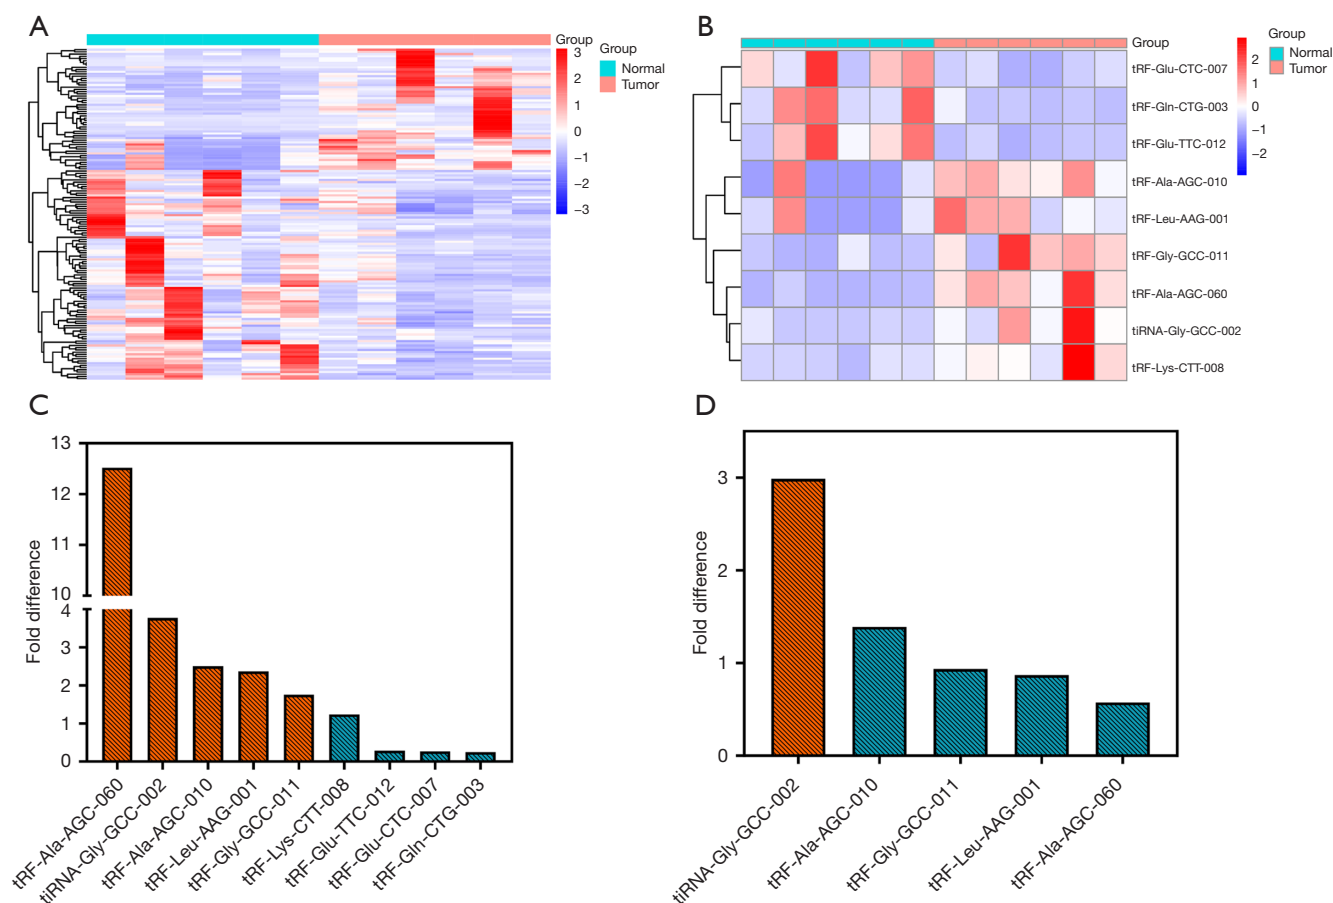 A
Group
3
2
1
0
−1
−2
−3
Group
Normal
Tumor
B
Group
tRF-Glu-CTC-007
tRF-Gln-CTG-003
tRF-Glu-TTC-012
tRF-Ala-AGC-010
tRF-Leu-AAG-001
tRF-Gly-GCC-011
tRF-Ala-AGC-060
tiRNA-Gly-GCC-002
tRF-Lys-CTT-008
2
1
0
−1
−2
Group
Normal
Tumor
C
Fold difference
13
12
11
10
4
3
2
1
0
tRF-Ala-AGC-060
tiRNA-Gly-GCC-002
tRF-Ala-AGC-010
tRF-Leu-AAG-001
tRF-Gly-GCC-011
tRF-Lys-CTT-008
tRF-Glu-TTC-012
tRF-Glu-CTC-007
tRF-Gln-CTG-003
D
Fold difference
3
2
1
0
tiRNA-Gly-GCC-002
tRF-Ala-AGC-010
tRF-Gly-GCC-011
tRF-Leu-AAG-001
tRF-Ala-AGC-060